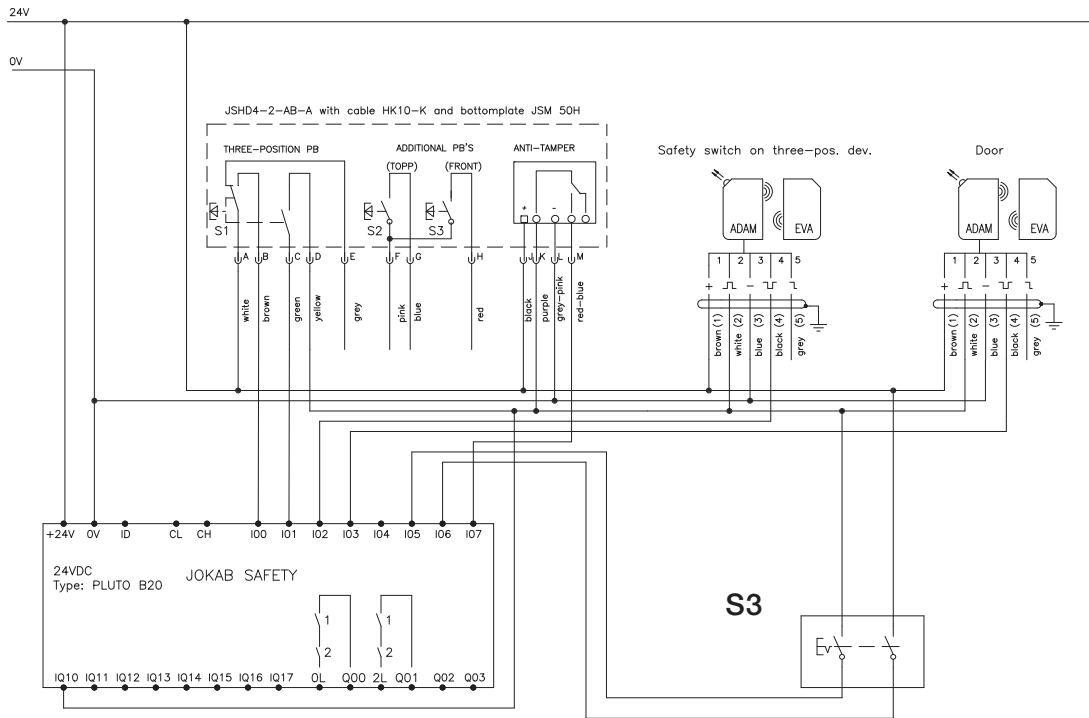 24V
0V
JSHD4-2-AB-A with cable HK10-K and bottomplate JSM 50H
THREE-POSITION PB
ADDITIONAL PB'S
(TOPP)
(FRONT)
ANTI-TAMPER
+
-
S1
S2
S3
A
B
C
D
E
F
G
H
J
K
L
M
white
brown
green
yellow
grey
pink
blue
red
black
purple
grey-pink
red-blue
Safety switch on three-pos. dev.
ADAM
EVA
1
2
3
4
5
+
-
brown (1)
white (2)
blue (3)
black (4)
grey (5)
Door
ADAM
EVA
1
2
3
4
5
+
-
brown (1)
white (2)
blue (3)
black (4)
grey (5)
+24V
0V
ID
CL
CH
I00
I01
I02
I03
I04
I05
I06
I07
24VDC
Type: PLUTO B20
JOKAB SAFETY
1
2
1
2
IQ10
IQ11
IQ12
IQ13
IQ14
IQ15
IQ16
IQ17
0L
Q00
2L
Q01
Q02
Q03
S3